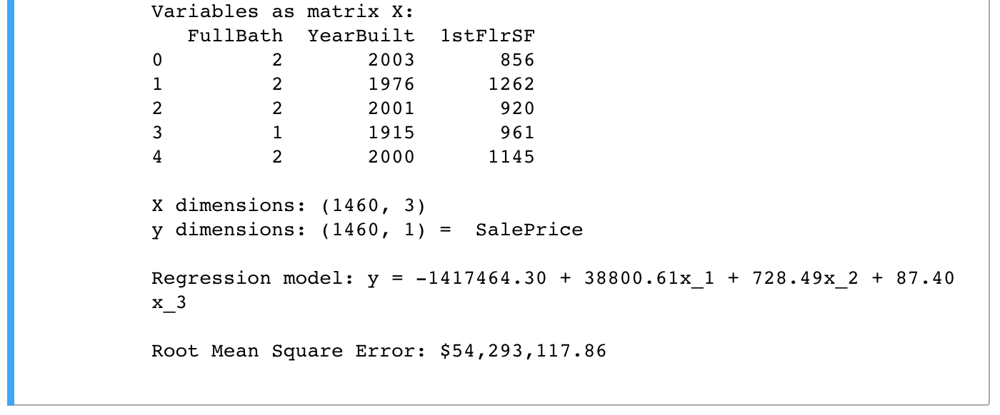 Variables as matrix X:
FullBath YearBuilt 1stFlrSF
0 2 2003 856
1 2 1976 1262
2 2 2001 920
3 1 1915 961
4 2 2000 1145
X dimensions: (1460, 3)
y dimensions: (1460, 1) = SalePrice
Regression model: y = -1417464.30 + 38800.61x_1 + 728.49x_2 + 87.40
x_3
Root Mean Square Error: $54,293,117.86